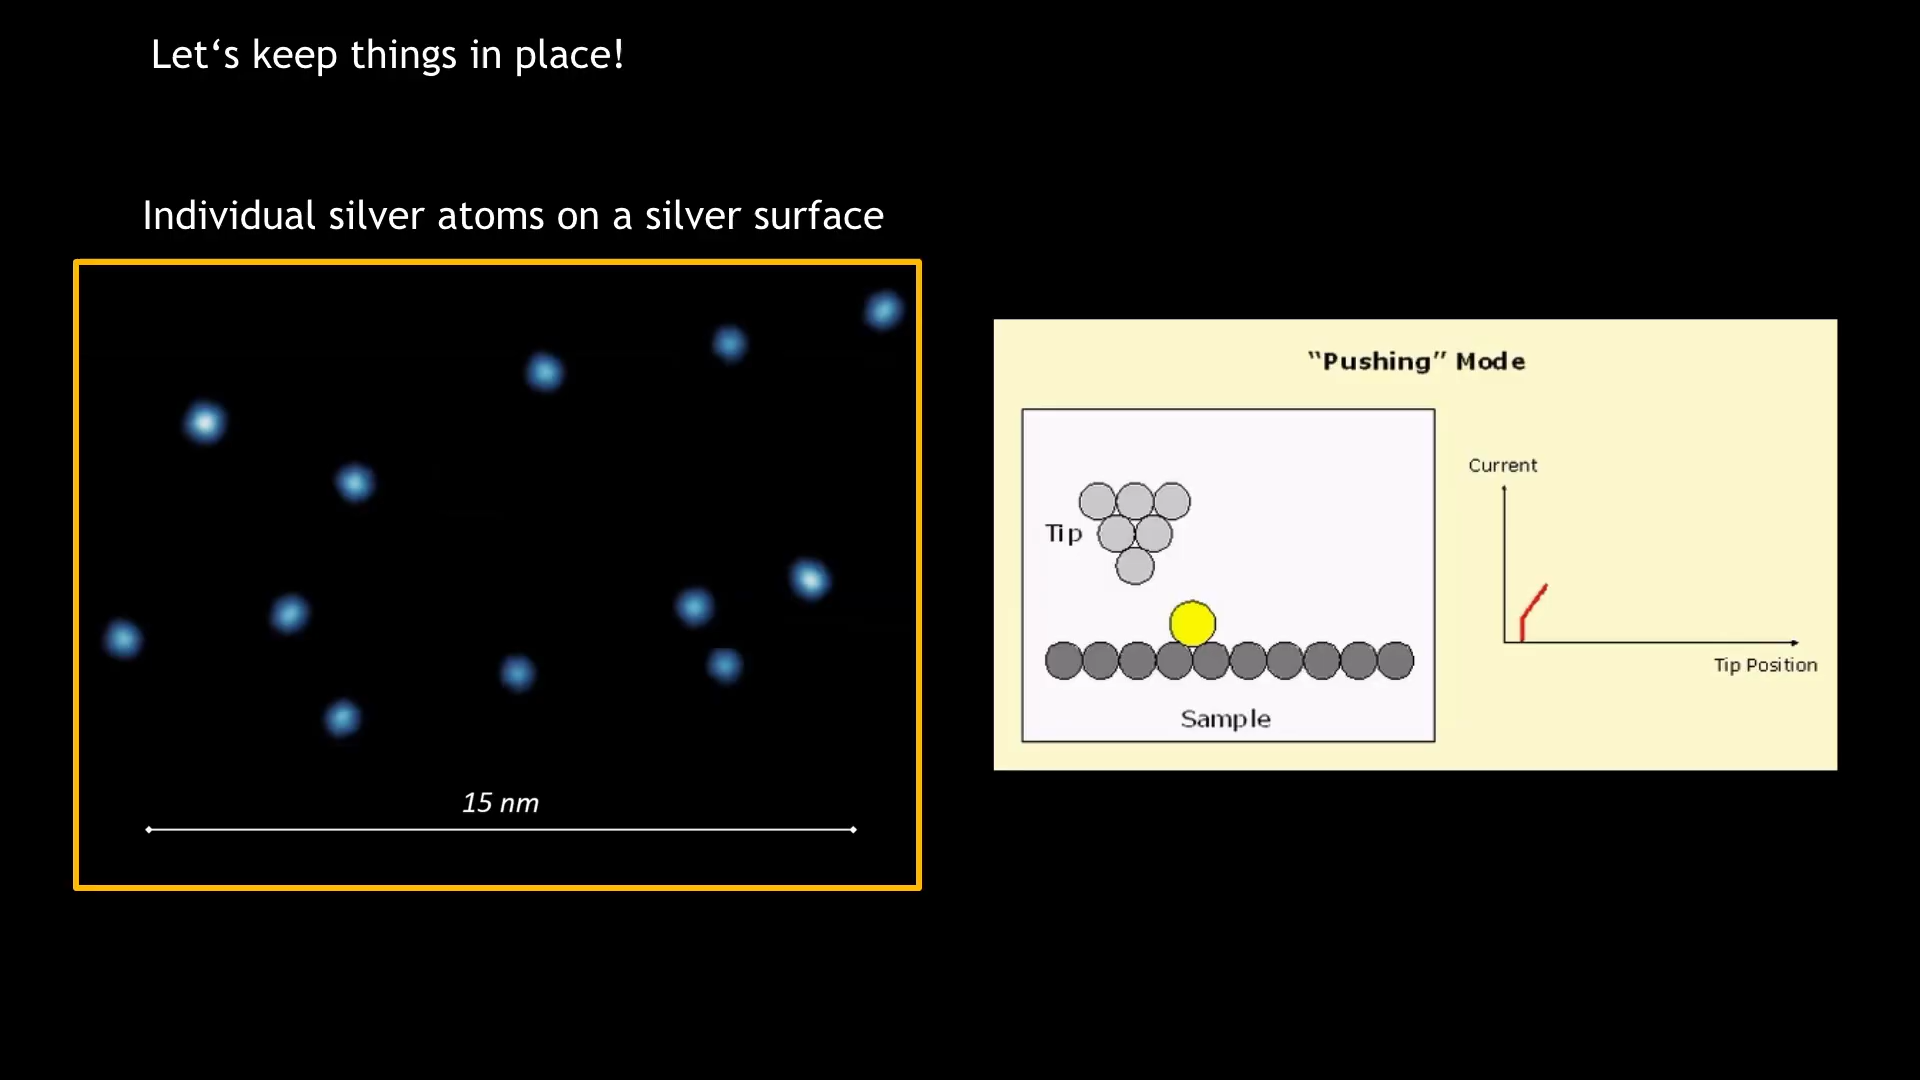 Let‘s keep things in place!
Individual silver atoms on a silver surface
15 nm
“Pushing” Mode
Current
Tip
Tip Position
Sample